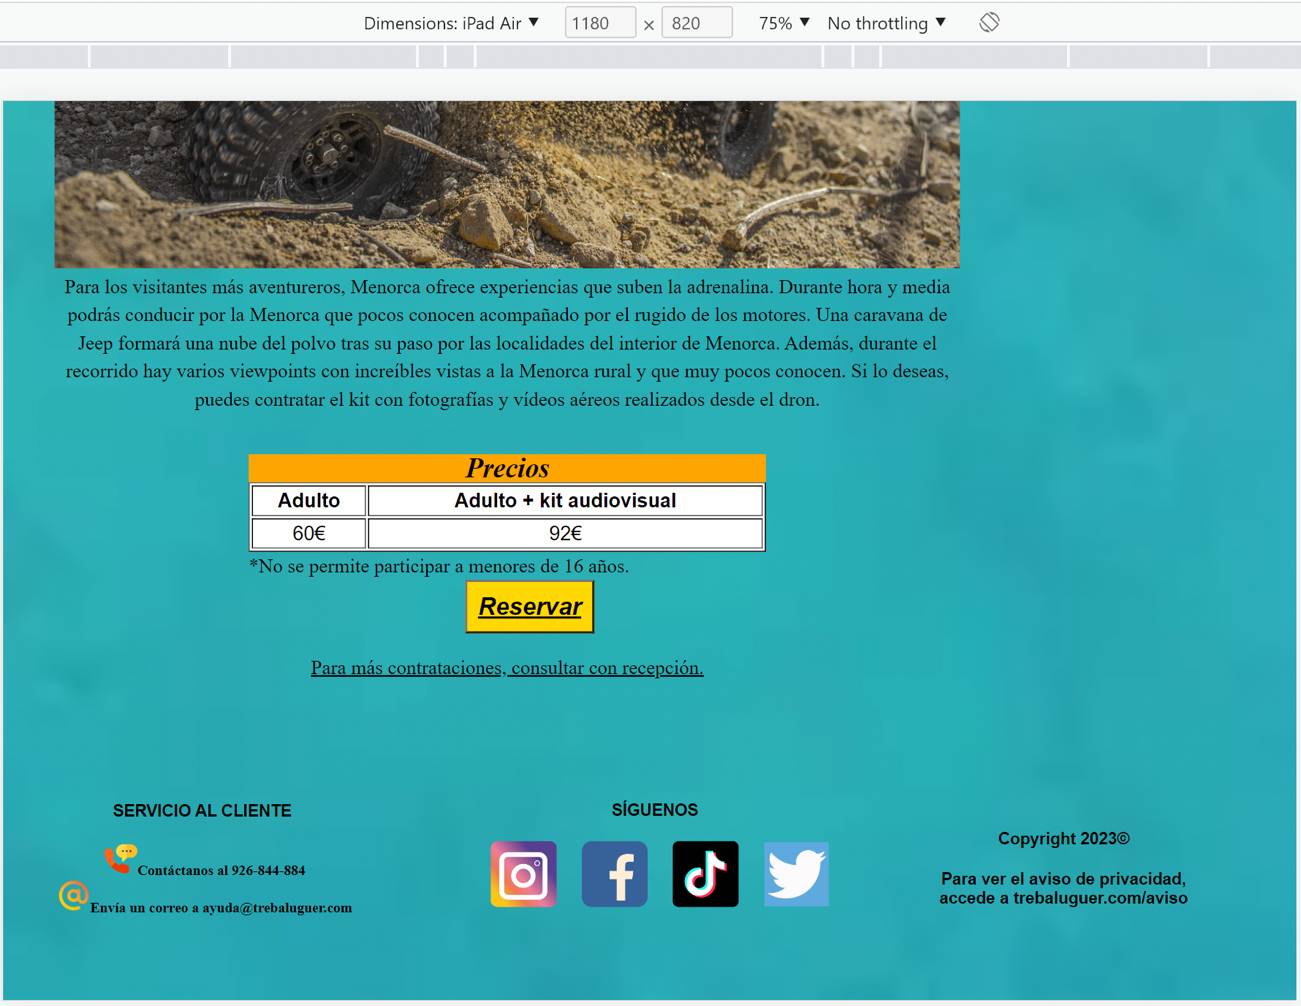 Dimensions: iPad Air ▼ 1180 × 820 75% ▼ No throttling ▼
Para los visitantes más aventureros, Menorca ofrece experiencias que suben la adrenalina. Durante hora y media
podrás conducir por la Menorca que pocos conocen acompañado por el rugido de los motores. Una caravana de
Jeep formará una nube del polvo tras su paso por las localidades del interior de Menorca. Además, durante el
recorrido hay varios viewpoints con increíbles vistas a la Menorca rural y que muy pocos conocen. Si lo deseas,
puedes contratar el kit con fotografías y vídeos aéreos realizados desde el dron.
Precios
Adulto Adulto + kit audiovisual
60€ 92€
*No se permite participar a menores de 16 años.
Reservar
Para más contrataciones, consultar con recepción.
SERVICIO AL CLIENTE
Contáctanos al 926-844-884
Envía un correo a ayuda@trebaluguer.com
SÍGUENOS
Copyright 2023©
Para ver el aviso de privacidad,
accede a trebaluguer.com/aviso